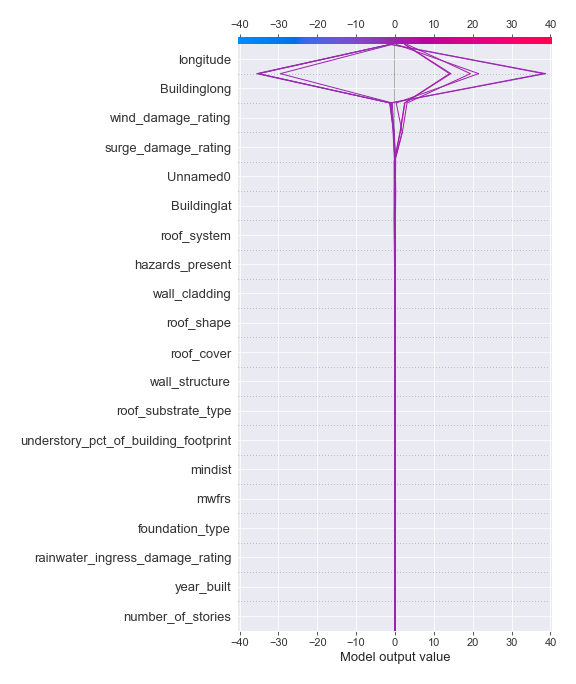 −40 −30 −20 −10 0 10 20 30 40
longitude
Buildinglong
wind_damage_rating
surge_damage_rating
Unnamed0
Buildinglat
roof_system
hazards_present
wall_cladding
roof_shape
roof_cover
wall_structure
roof_substrate_type
understory_pct_of_building_footprint
mindist
mwfrs
foundation_type
rainwater_ingress_damage_rating
year_built
number_of_stories
−40 −30 −20 −10 0 10 20 30 40
Model output value